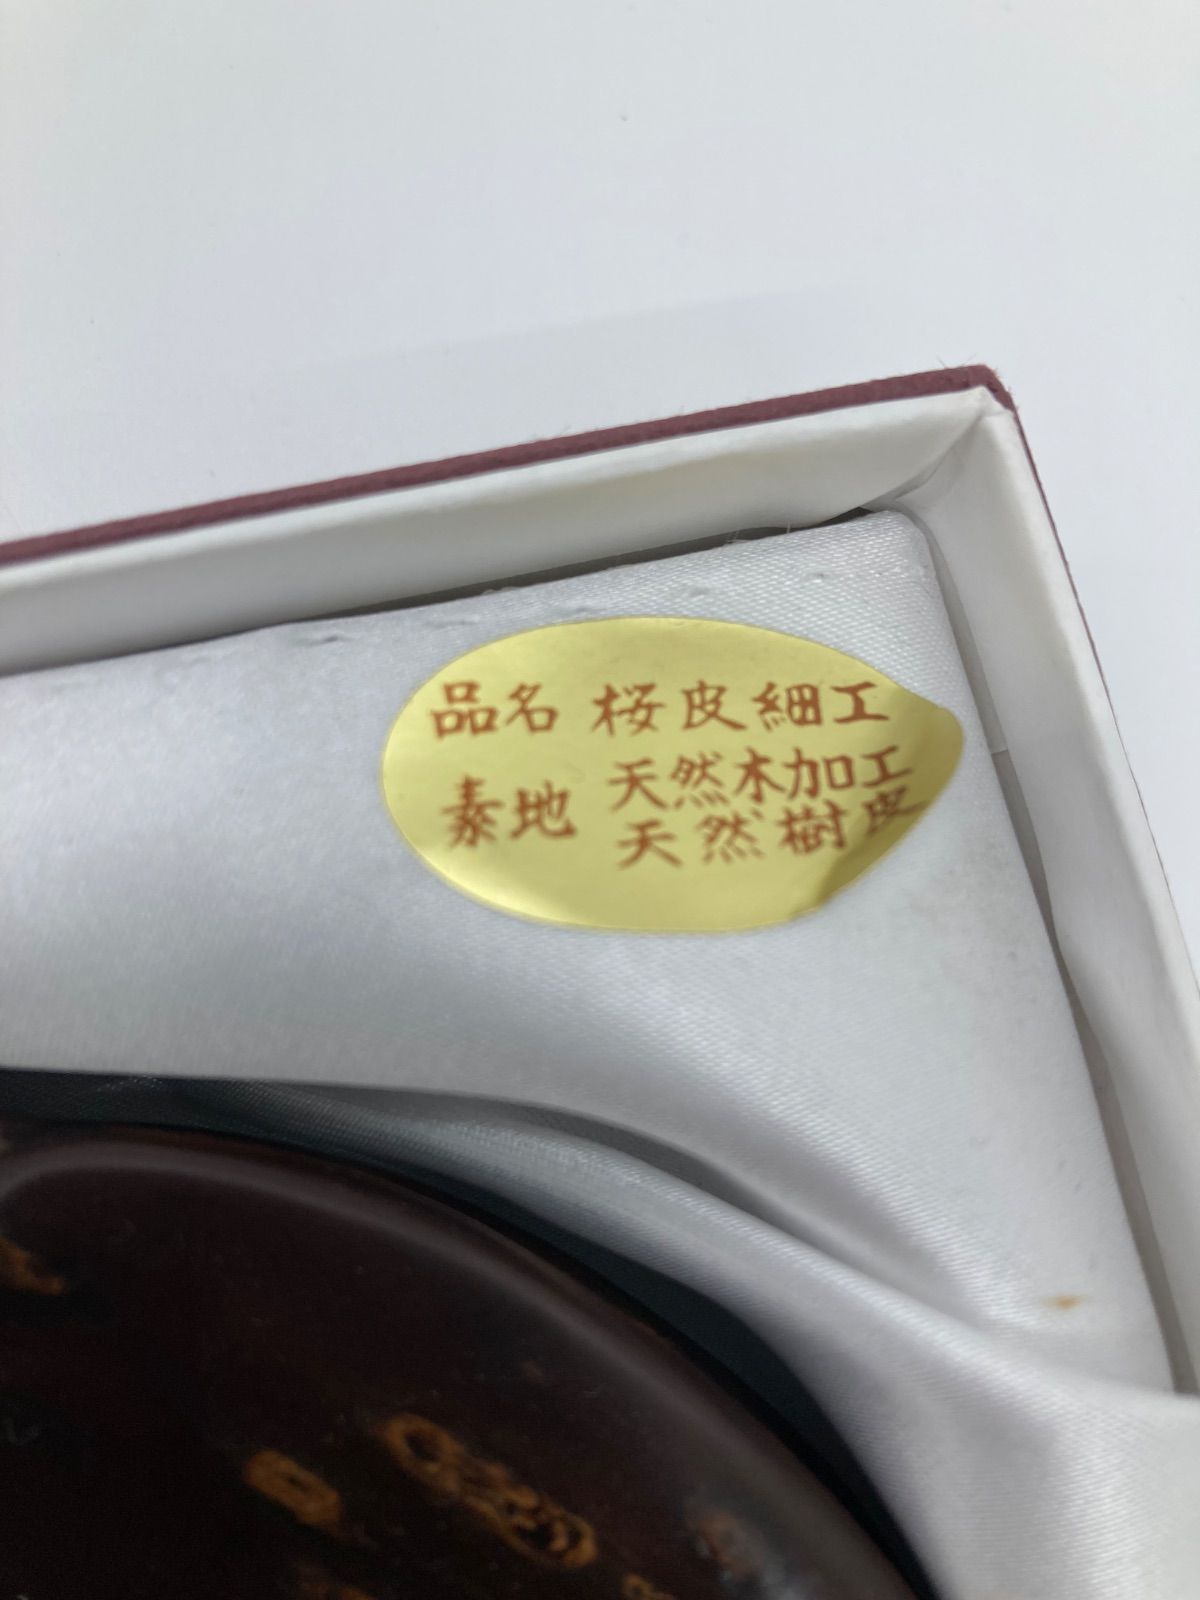 品名 桜皮細工
素地 天然木加工
天然樹皮